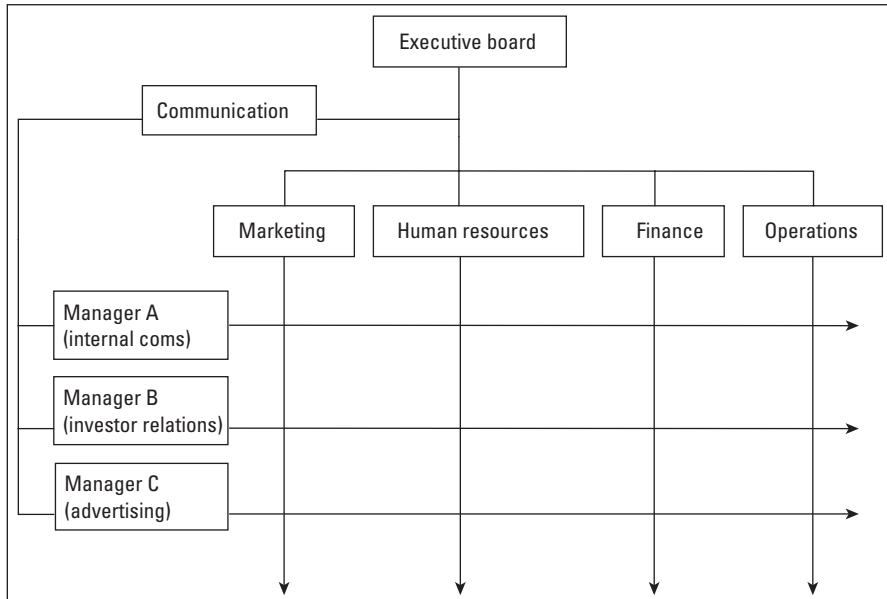 Executive board
Communication
Marketing
Human resources
Finance
Operations
Manager A
(internal coms)
Manager B
(investor relations)
Manager C
(advertising)